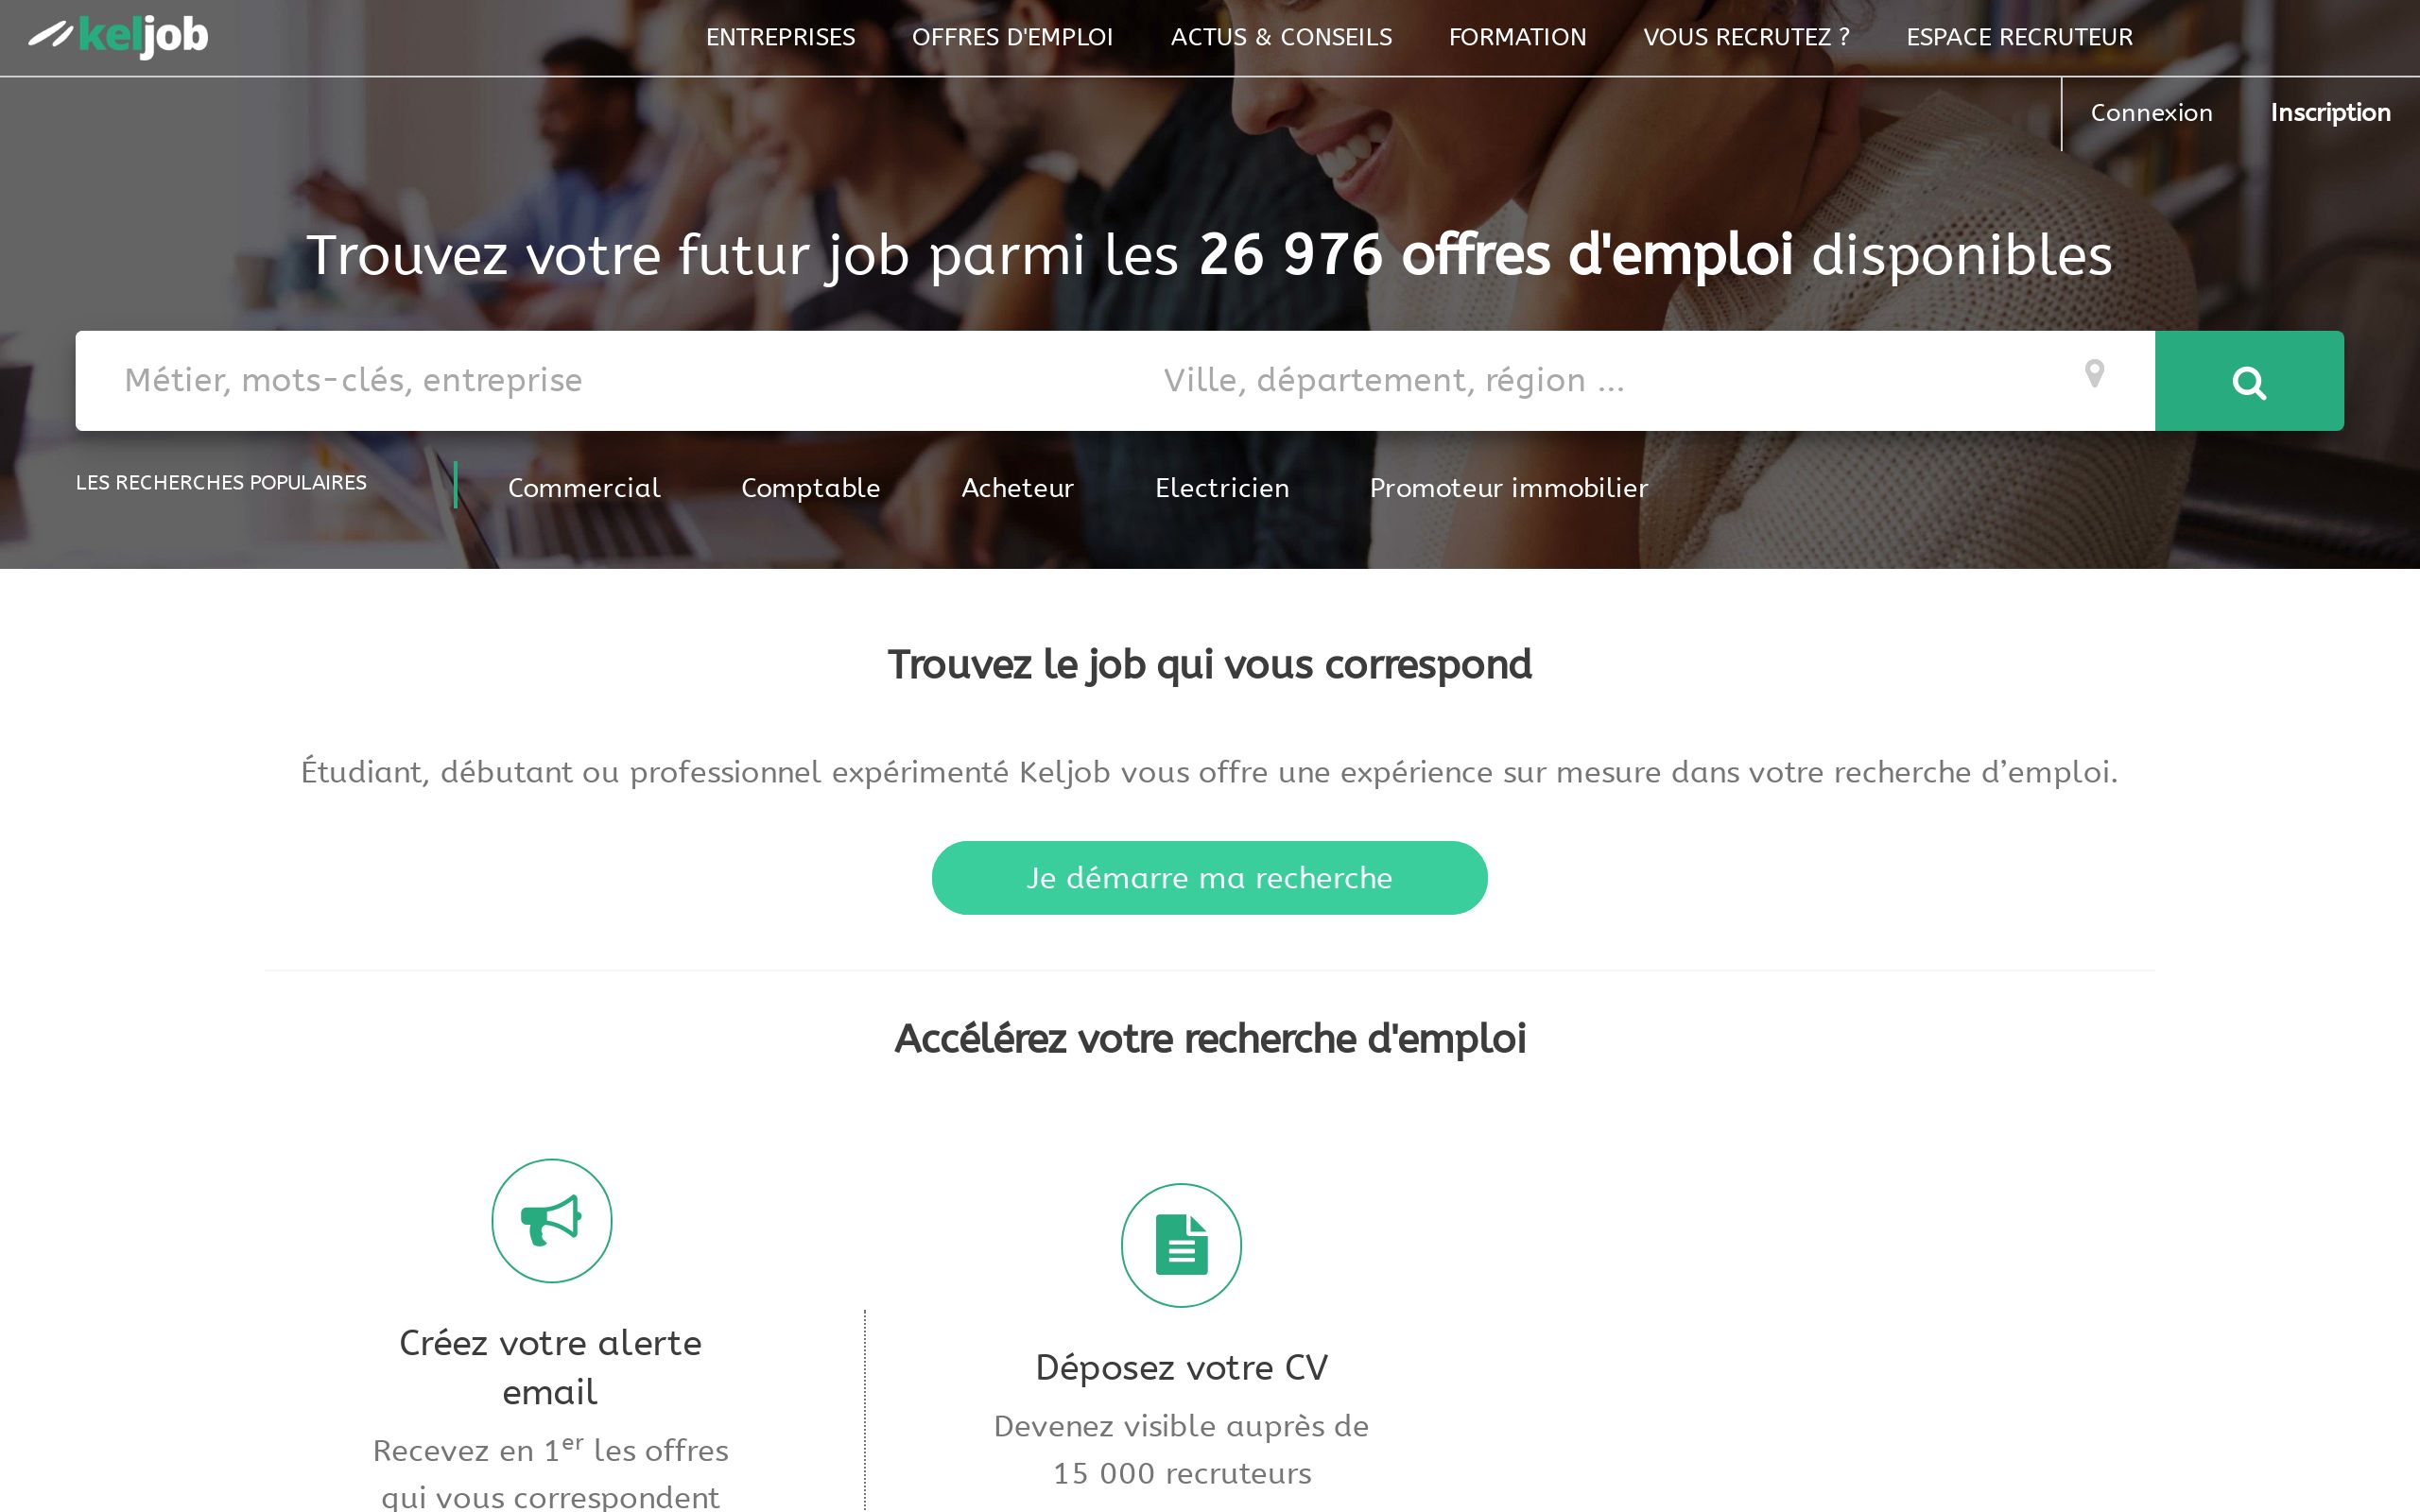 keljob
ENTREPRISES
OFFRES D'EMPLOI
ACTUS & CONSEILS
FORMATION
VOUS RECRUTEZ ?
ESPACE RECRUTEUR
Connexion
Inscription
Trouvez votre futur job parmi les 26 976 offres d'emploi disponibles
Métier, mots-clés, entreprise
Ville, département, région ...
LES RECHERCHES POPULAIRES
Commercial
Comptable
Acheteur
Electricien
Promoteur immobilier
Trouvez le job qui vous correspond
Étudiant, débutant ou professionnel expérimenté Keljob vous offre une expérience sur mesure dans votre recherche d’emploi.
Je démarre ma recherche
Accélérez votre recherche d'emploi
Créez votre alerte
email
Recevez en 1er les offres
qui vous correspondent
Déposez votre CV
Devenez visible auprès de
15 000 recruteurs